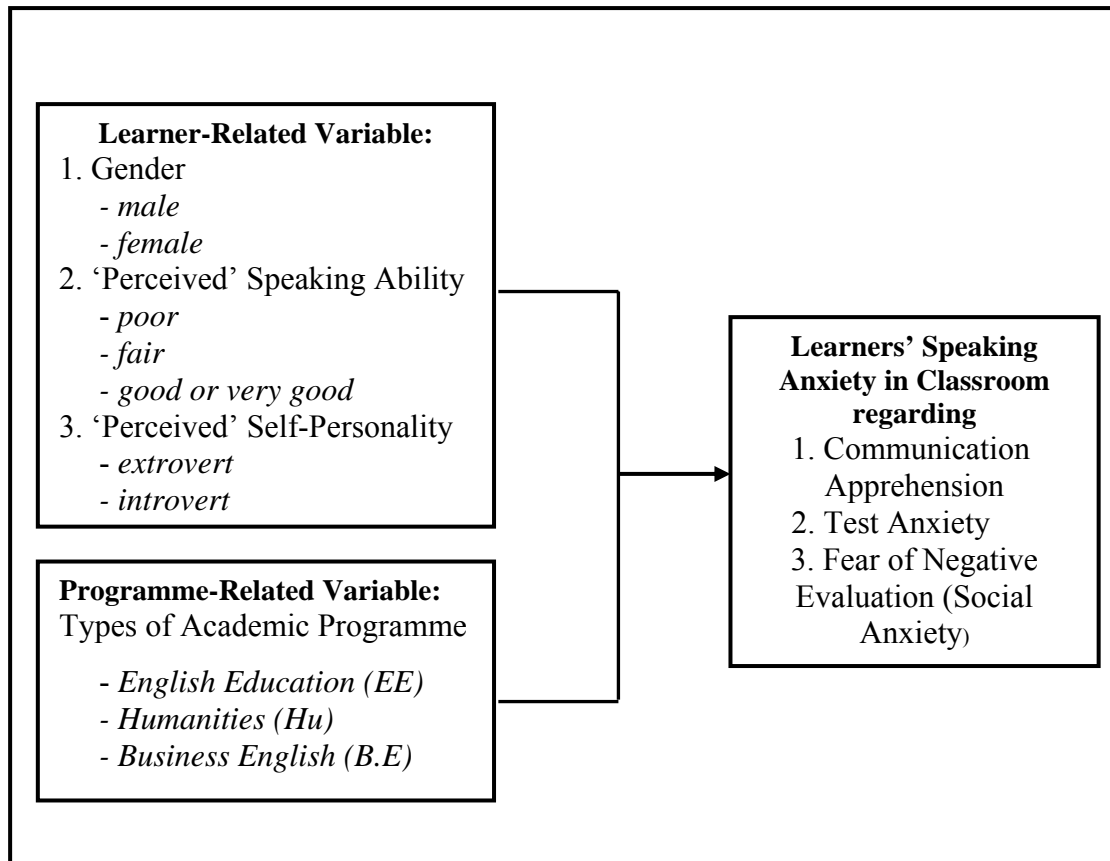 Learner-Related Variable:
1. Gender
- male
- female
2. ‘Perceived’ Speaking Ability
- poor
- fair
- good or very good
3. ‘Perceived’ Self-Personality
- extrovert
- introvert
Programme-Related Variable:
Types of Academic Programme
- English Education (EE)
- Humanities (Hu)
- Business English (B.E)
Learners’ Speaking
Anxiety in Classroom
regarding
1. Communication
Apprehension
2. Test Anxiety
3. Fear of Negative
Evaluation (Social
Anxiety)